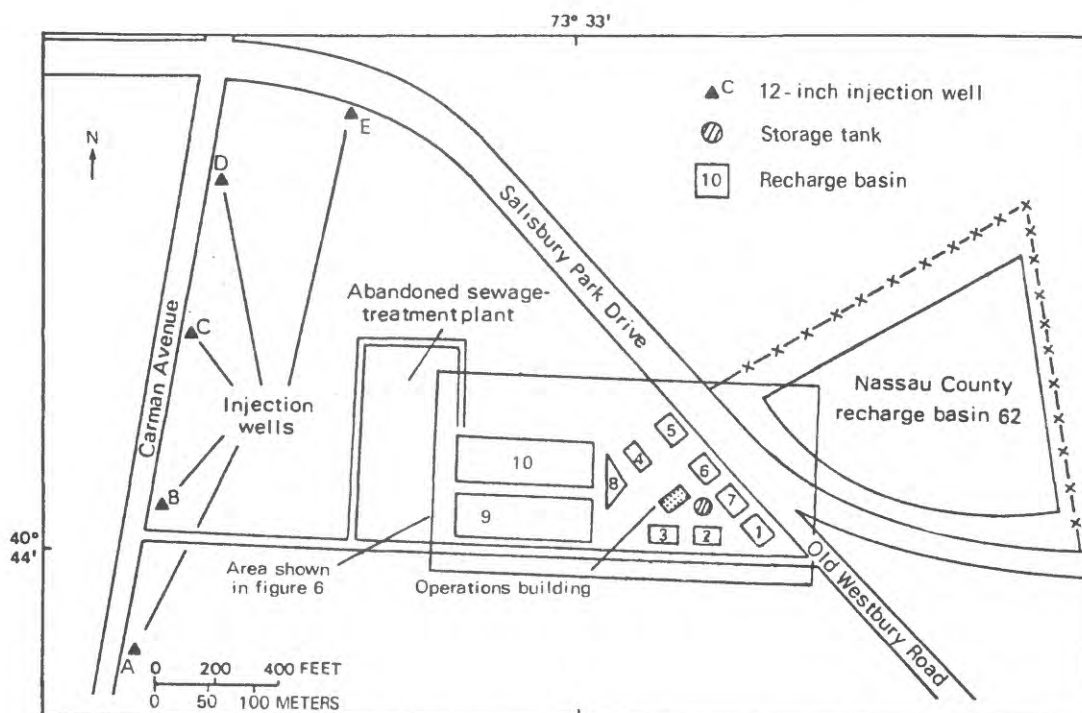 73° 33'
C 12-inch injection well
Storage tank
10 Recharge basin
N
E
D
Salisbury Park Drive
Abandoned sewage-
treatment plant
C
Carman Avenue
Injection
wells
Nassau County
recharge basin 62
5
4
6
10
8
7
B
9
3
2
1
40°
44'
Area shown
in figure 6
Operations building
Old Westbury Road
A
0 200 400 FEET
0 50 100 METERS